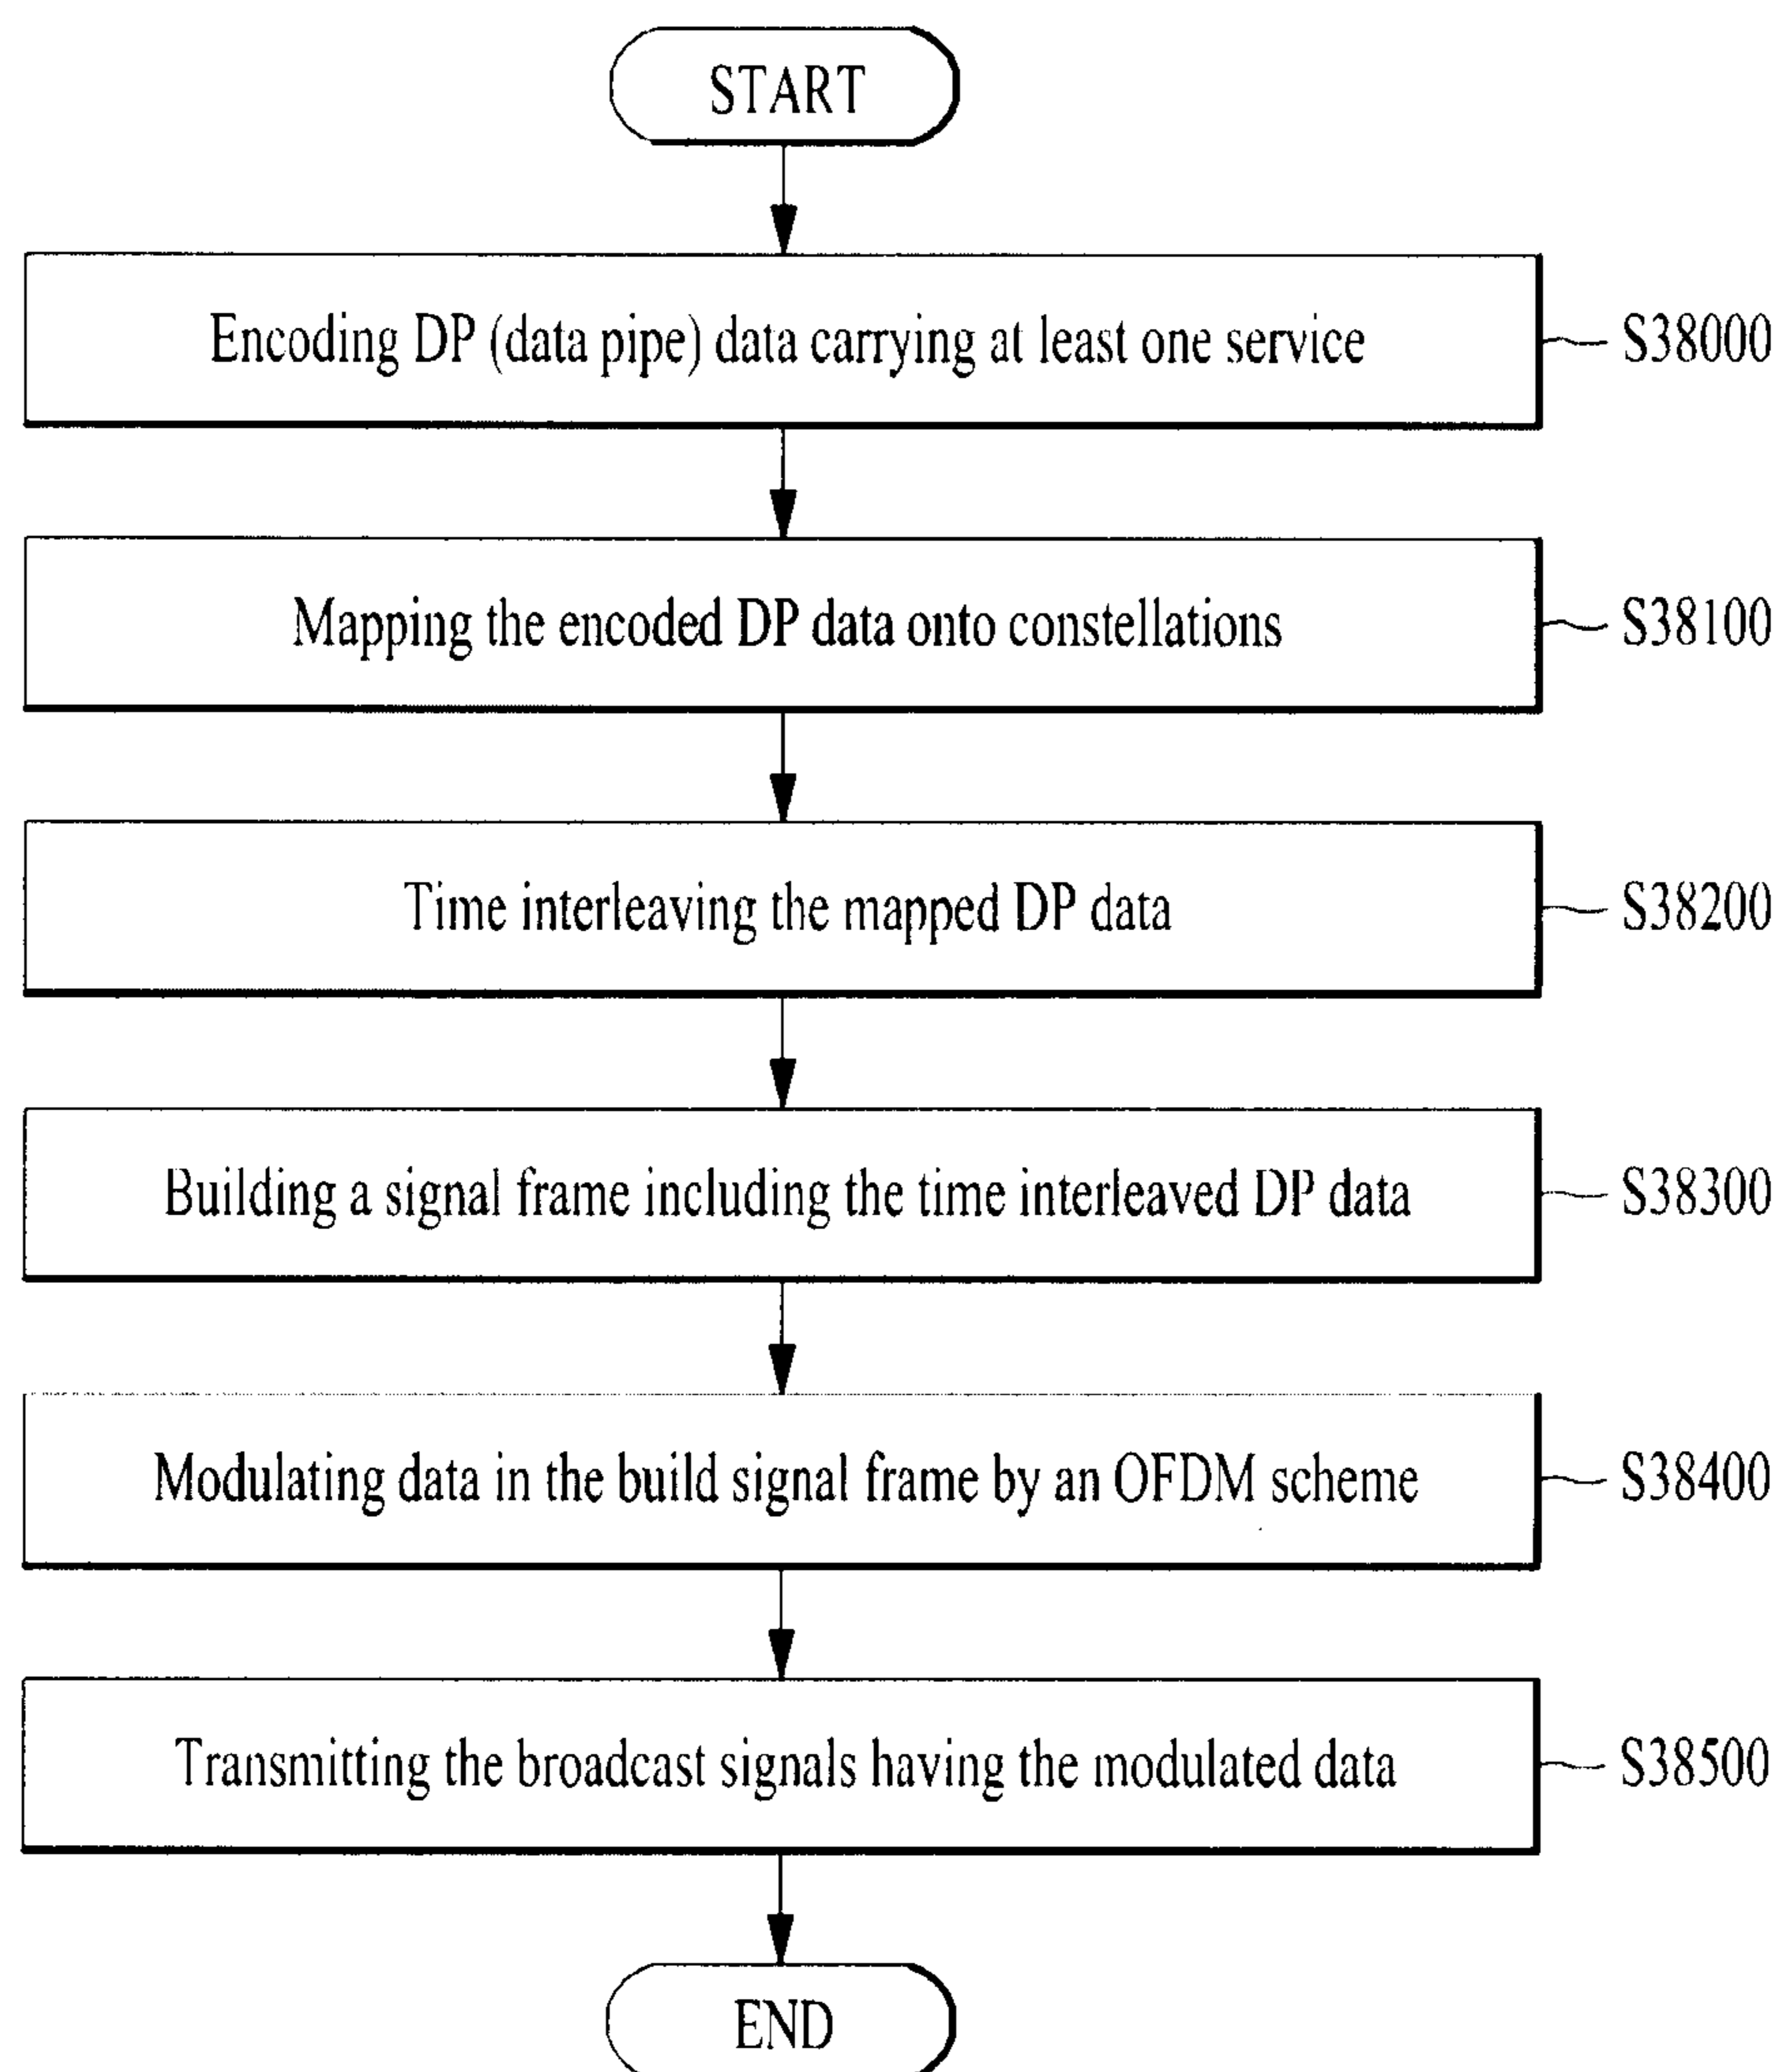 START
Encoding DP (data pipe) data carrying at least one service
S38000
Mapping the encoded DP data onto constellations
S38100
Time interleaving the mapped DP data
S38200
Building a signal frame including the time interleaved DP data
S38300
Modulating data in the build signal frame by an OFDM scheme
S38400
Transmitting the broadcast signals having the modulated data
S38500
END